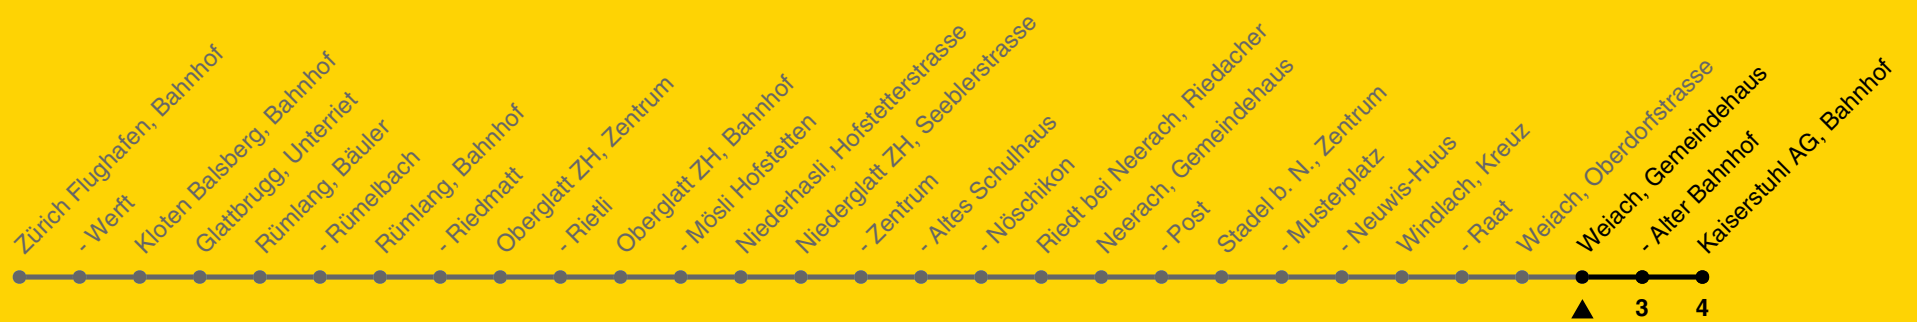 Zürich Flughafen, Bahnhof
- Werft
Kloten Balsberg, Bahnhof
Glattbrugg, Unterriet
Rümlang, Bäuler
- Rümelbach
Rümlang, Bahnhof
- Riedmatt
Oberglatt ZH, Zentrum
- Rietli
Oberglatt ZH, Bahnhof
- Mösli Hofstetten
Niederhasli, Hofstetterstrasse
Niederglatt ZH, Seeblerstrasse
- Zentrum
- Altes Schulhaus
- Nöschikon
Riedt bei Neerach, Riedacher
Neerach, Gemeindehaus
- Post
Stadel b. N., Zentrum
- Musterplatz
- Neuwis-Huus
Windlach, Kreuz
- Raat
Weiach, Oberdorfstrasse
Weiach, Gemeindehaus
- Alter Bahnhof
Kaiserstuhl AG, Bahnhof
3 4